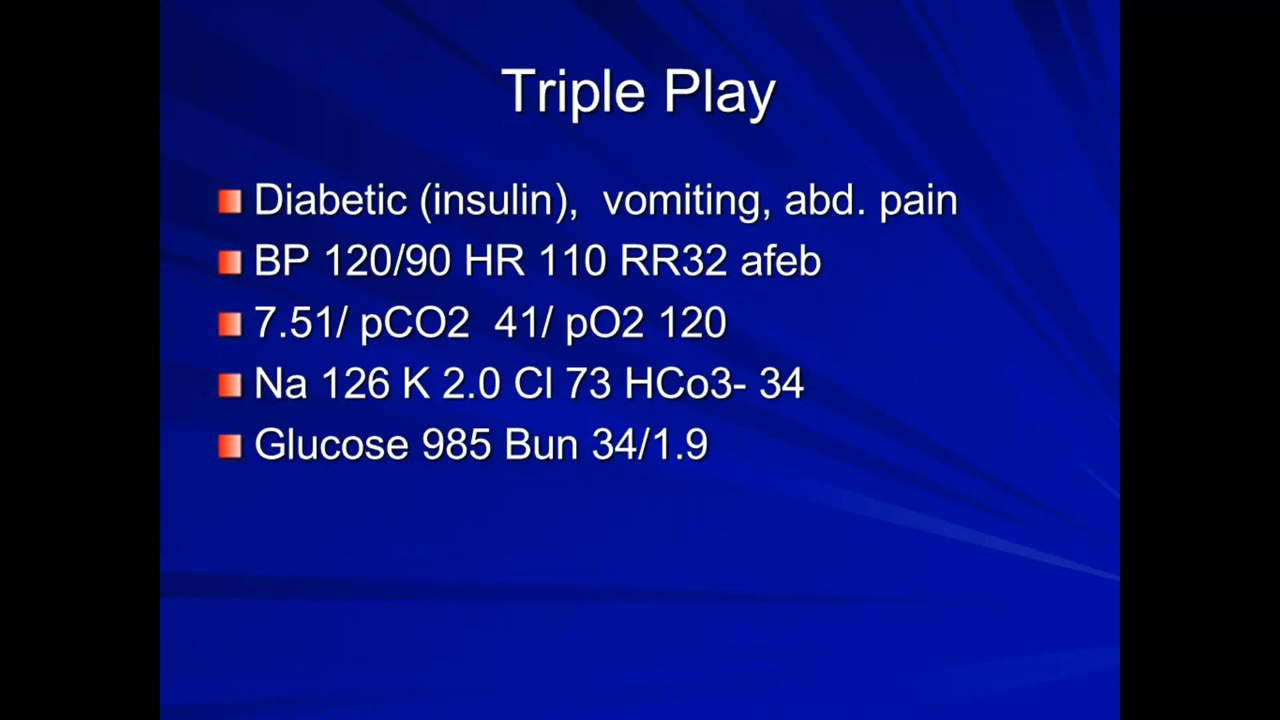 Triple Play
Diabetic (insulin),  vomiting, abd. pain
BP 120/90 HR 110 RR32 afeb
7.51/ pCO2  41/ pO2 120
Na 126 K 2.0 Cl 73 HCo3- 34
Glucose 985 Bun 34/1.9